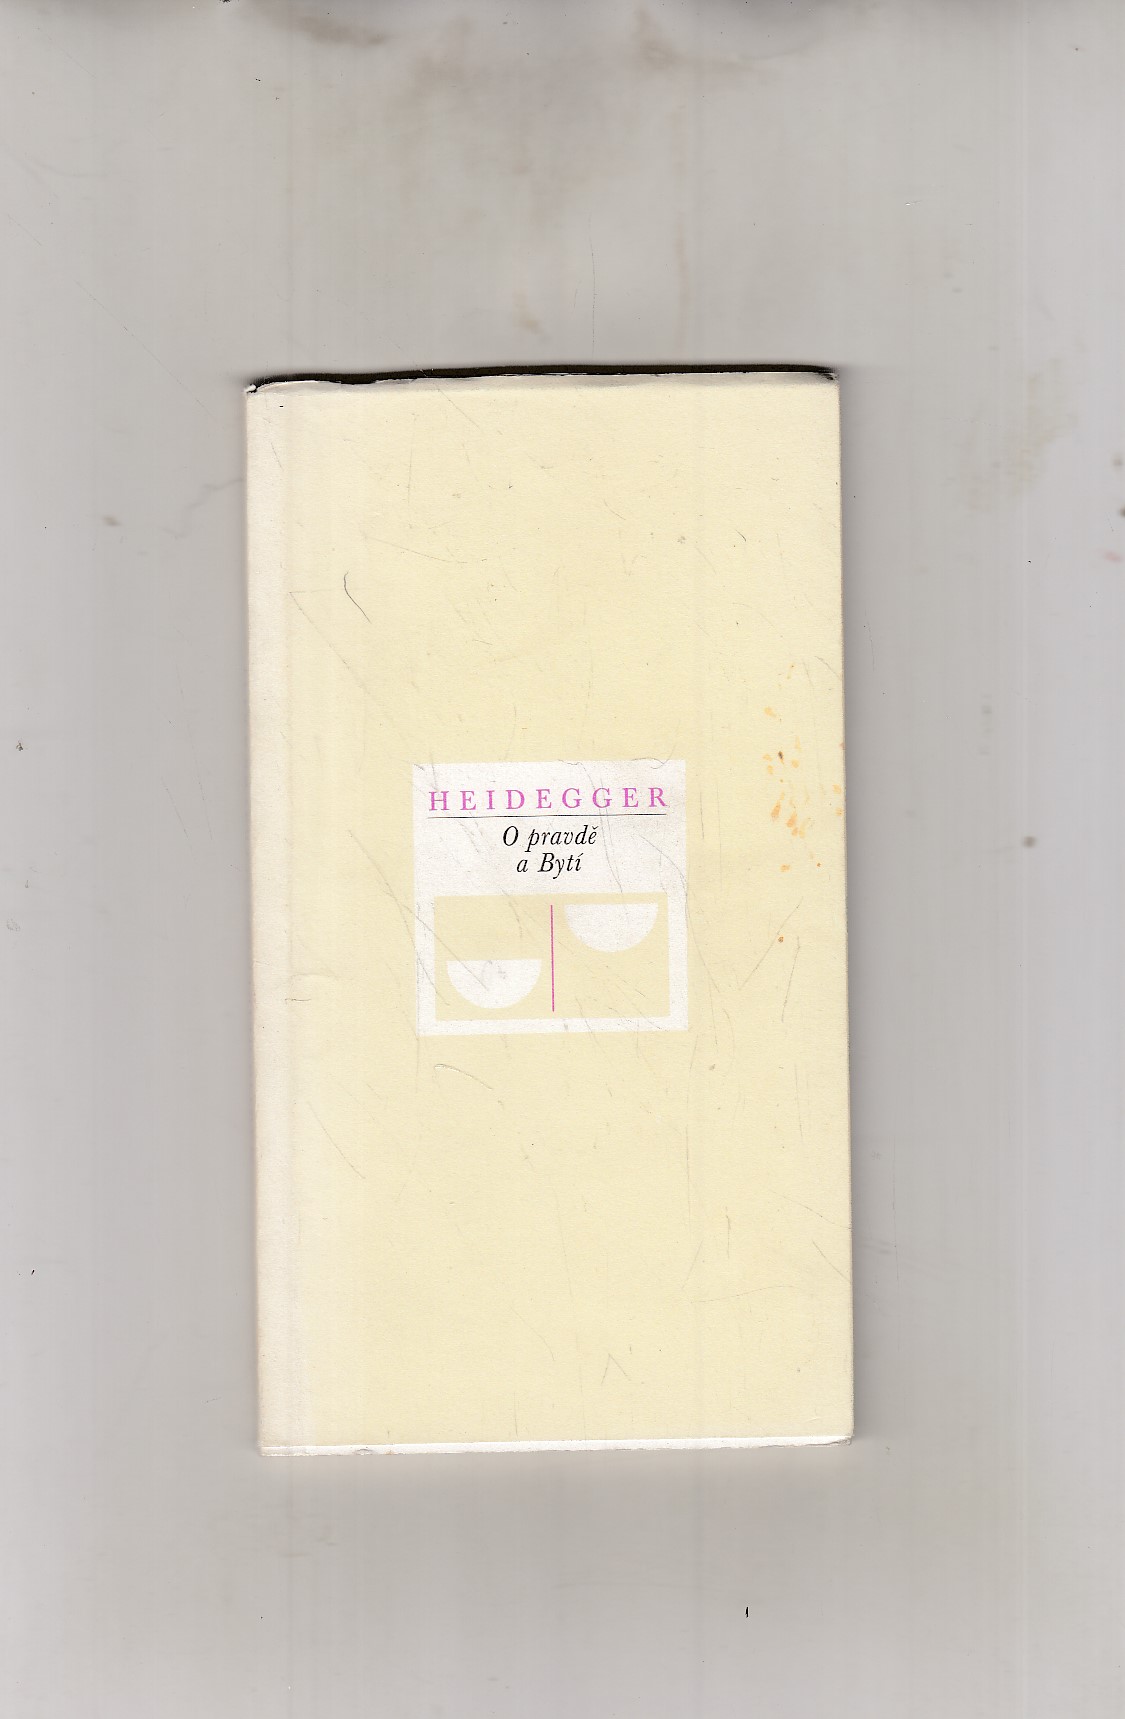 HEIDEGGER
O pravdě
a Bytí